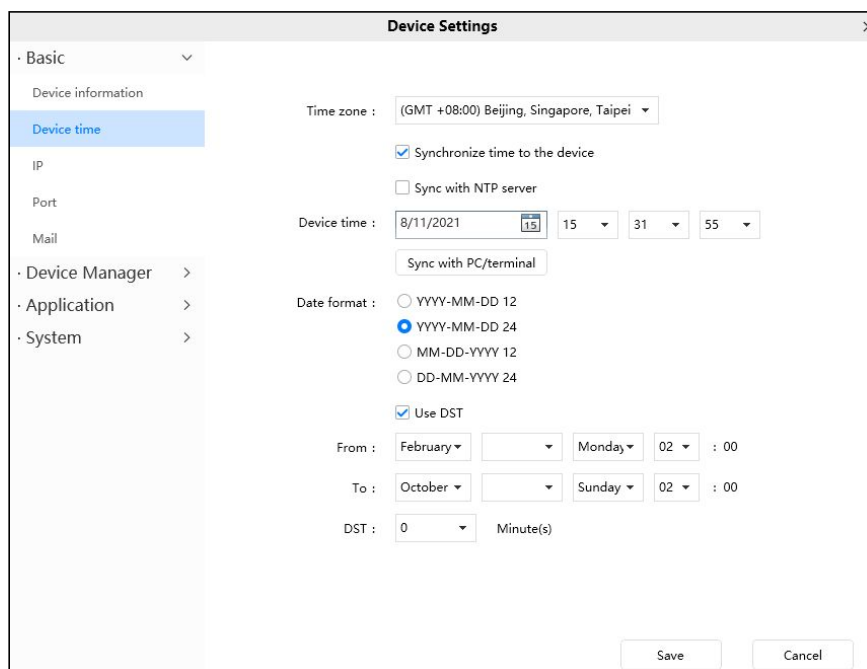 Device Settings
· Basic
Device information
Device time
IP
Port
Mail
· Device Manager
· Application
· System
Time zone : (GMT +08:00) Beijing, Singapore, Taipei
Synchronize time to the device
Sync with NTP server
Device time : 8/11/2021 15 15 31 55
Sync with PC/terminal
Date format : YYYY-MM-DD 12
YYYY-MM-DD 24
MM-DD-YYYY 12
DD-MM-YYYY 24
Use DST
From : February Monday 02 : 00
To : October Sunday 02 : 00
DST : 0 Minute(s)
Save Cancel